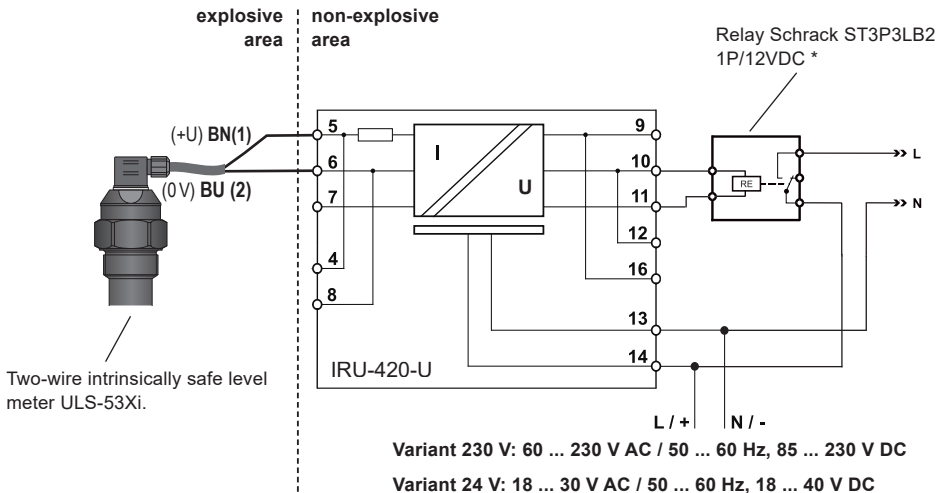 explosive
area
non-explosive
area
Relay Schrack ST3P3LB2
1P/12VDC *
(+U) BN(1)
(0 V) BU (2)
5
6
7
4
8
I
U
9
10
11
12
16
13
14
RE
L
N
IRU-420-U
Two-wire intrinsically safe level
meter ULS-53Xi.
L / +
N / -
Variant 230 V: 60 ... 230 V AC / 50 ... 60 Hz, 85 ... 230 V DC
Variant 24 V: 18 ... 30 V AC / 50 ... 60 Hz, 18 ... 40 V DC